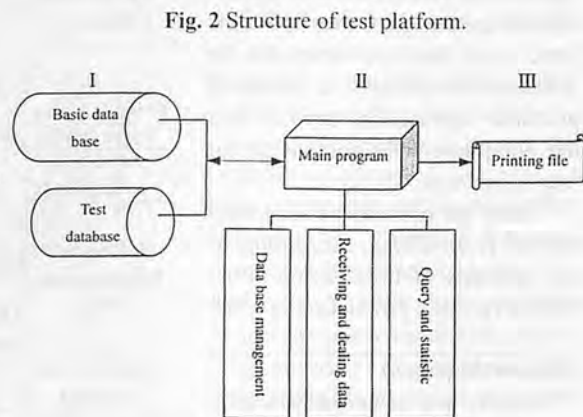 Fig. 2 Structure of test platform.
I
II
III
Basic data
base
Main program
Printing file
Test
database
Data base management
Receiving and dealing data
Query and statistic